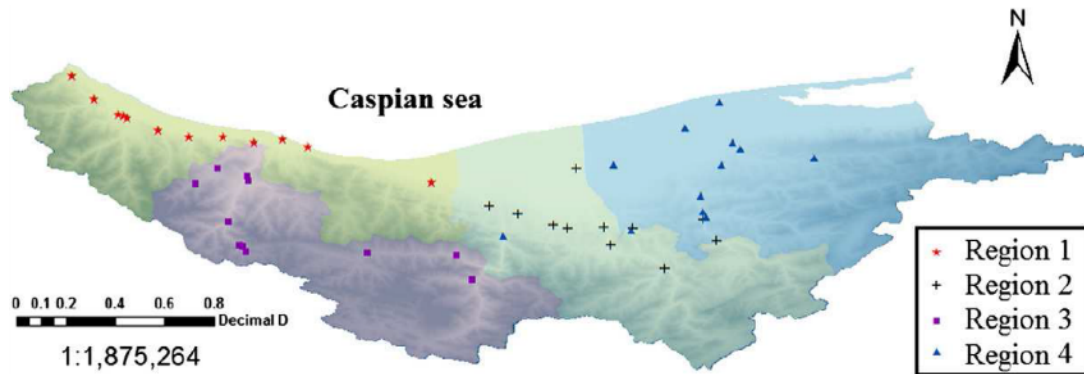 N
Caspian sea
Region 1
Region 2
Region 3
Region 4
0 0.1 0.2 0.4 0.6 0.8
Decimal D
1:1,875,264